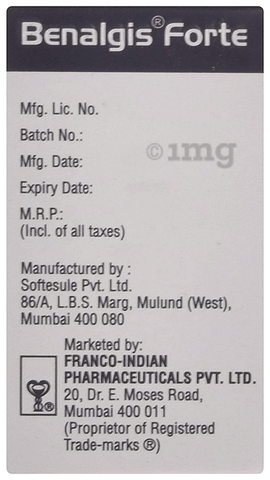 Benalgis® Forte
Mfg. Lic. No.
Batch No.:
©1mg
Mfg. Date:
Expiry Date:
M.R.P.:
(Incl. of all taxes)
Manufactured by :
Softesule Pvt. Ltd.
86/A, L.B.S. Marg, Mulund (West),
Mumbai 400 080
Marketed by:
FRANCO-INDIAN
PHARMACEUTICALS PVT. LTD.
20, Dr. E. Moses Road,
Mumbai 400 011
(Proprietor of Registered
Trade-marks ®)
®